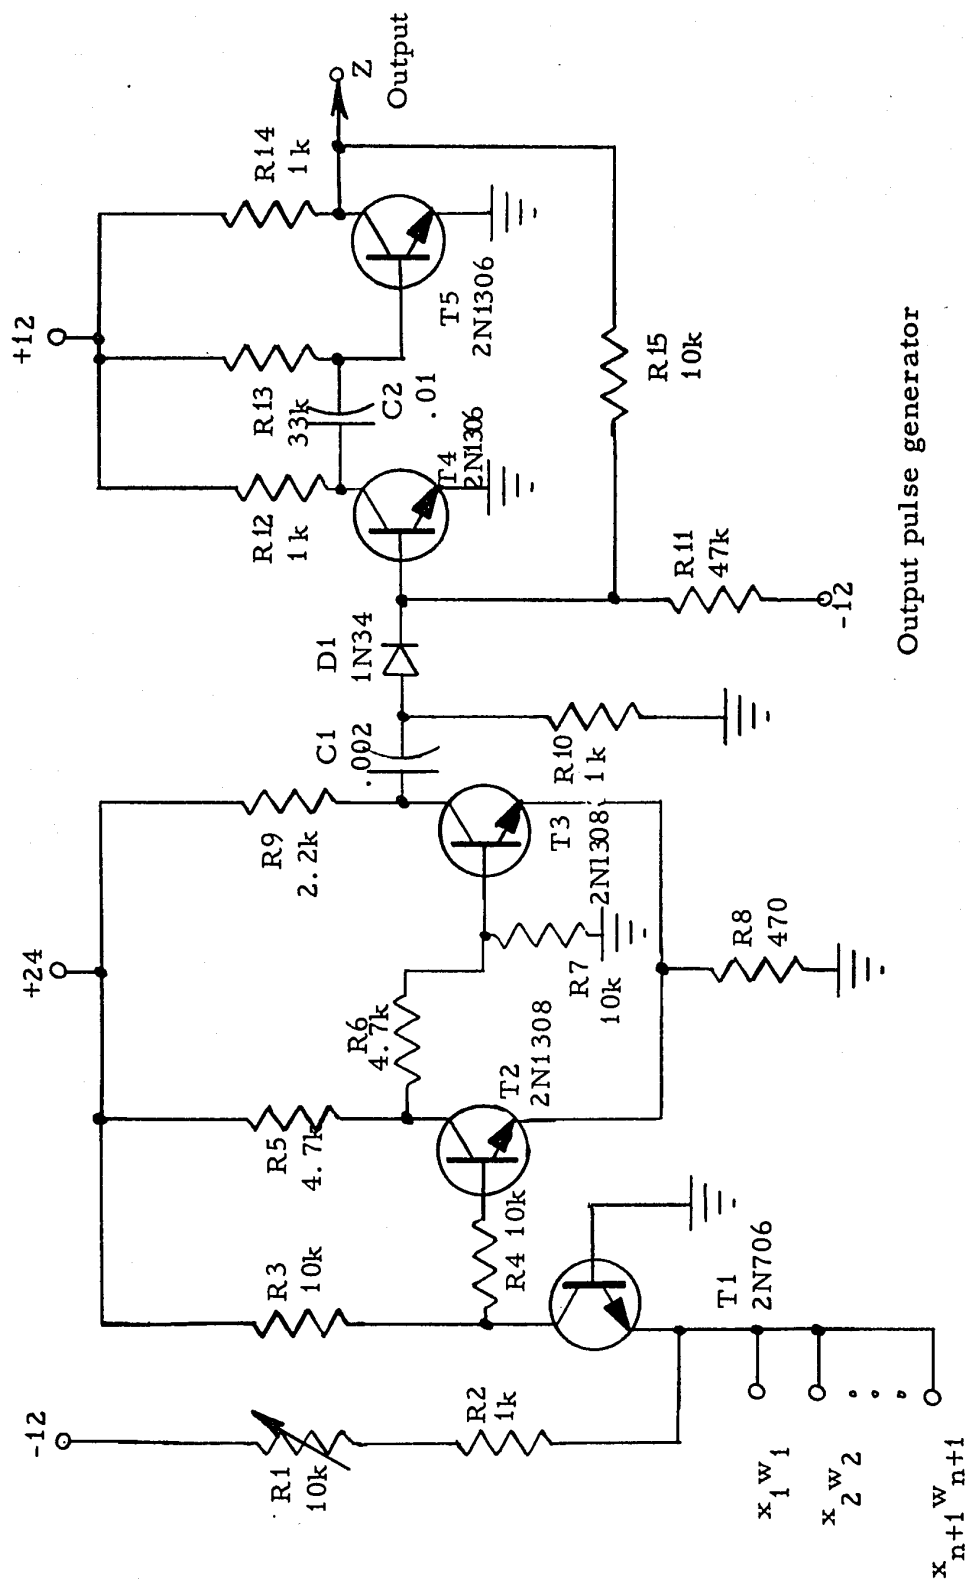 -12
R1
10k
R2
1k
x1w1
x2w2
xn+1wn+1
+24
R3
10k
R4 10k
T1
2N706
R5
4.7k
R6
4.7k
T2
2N1308
R7
10k
R8
470
R9
2.2k
T3
2N1308
C1
.002
R10
1k
D1
1N34
+12
R12
1k
R13
33k
C2
.01
T4
2N1306
R11
47k
-12
R14
1k
T5
2N1306
R15
10k
Z
Output
Output pulse generator